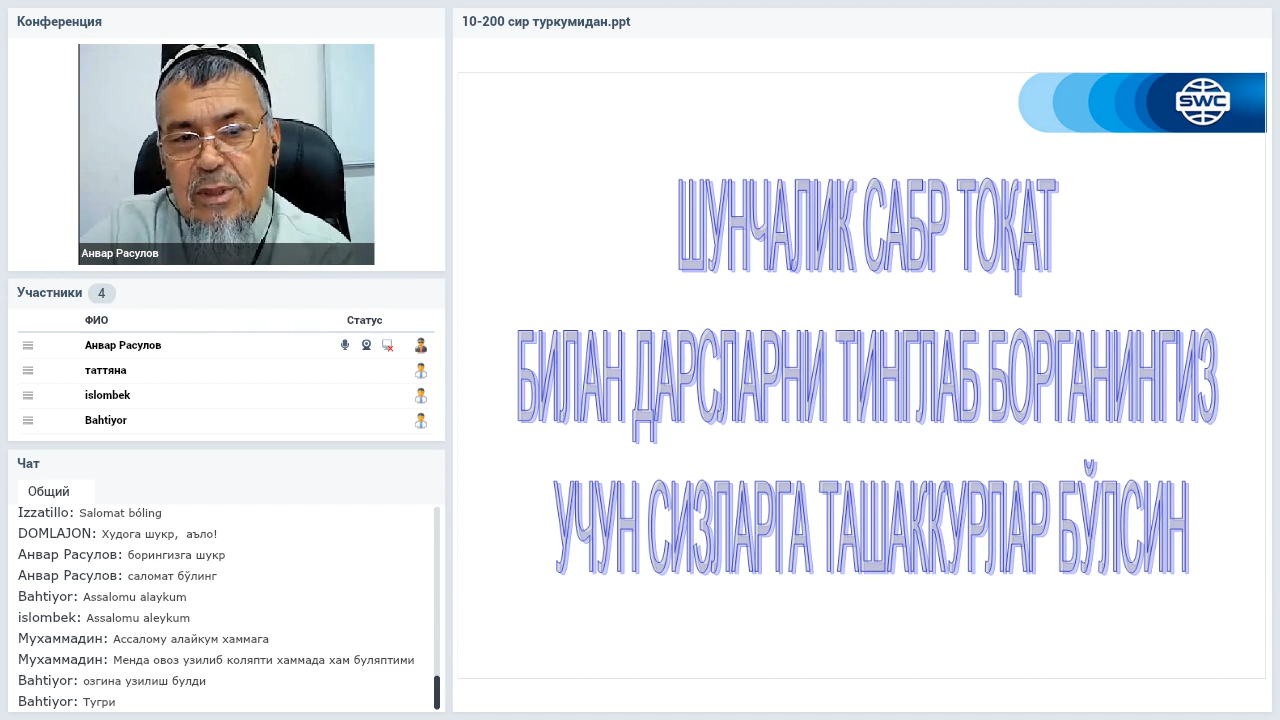 Конференция
Анвар Расулов
Участники 4
ФИО Статус
Анвар Расулов
таттяна
islombek
Bahtiyor
Чат
Общий
Izzatillo: Salomat bóling
DOMLAJON: Худога шукр, аъло!
Анвар Расулов: борингизга шукр
Анвар Расулов: саломат бўлинг
Bahtiyor: Assalomu alaykum
islombek: Assalomu aleykum
Мухаммадин: Ассалому алайкум хаммага
Мухаммадин: Менда овоз узилиб коляпти хаммада хам буляптими
Bahtiyor: озгина узилиш булди
Bahtiyor: Тугри
10-200 сир туркумидан.ppt
SWC
ШУНЧАЛИК САБР ТОҚАТ
БИЛАН ДАРСЛАРНИ ТИНГЛАБ БОРГАНИНГИЗ
УЧУН СИЗЛАРГА ТАШАККУРЛАР БЎЛСИН